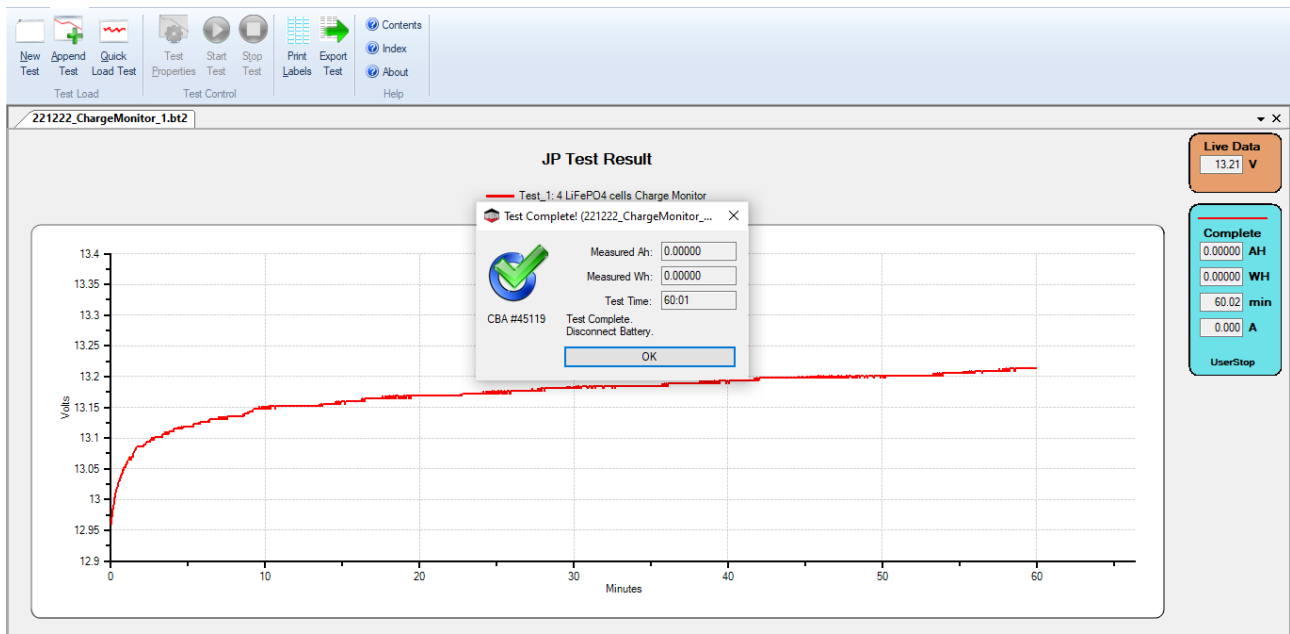 New Test
Append Test
Quick Load Test
Test Properties
Start Test
Stop Test
Print Labels
Export Test
Contents
Index
About
Test Load
Test Control
Help
221222_ChargeMonitor_1.bt2
JP Test Result
Test_1: 4 LiFePO4 cells Charge Monitor
Live Data
13.21 V
Test Complete! (221222_ChargeMonitor_...
Measured Ah: 0.00000
Measured Wh: 0.00000
Test Time: 60:01
CBA #45119
Test Complete.
Disconnect Battery.
OK
Complete
0.00000 AH
0.00000 WH
60.02 min
0.000 A
UserStop
13.4
13.35
13.3
13.25
13.2
13.15
13.1
13.05
13
12.95
12.9
Volts
0 10 20 30 40 50 60
Minutes